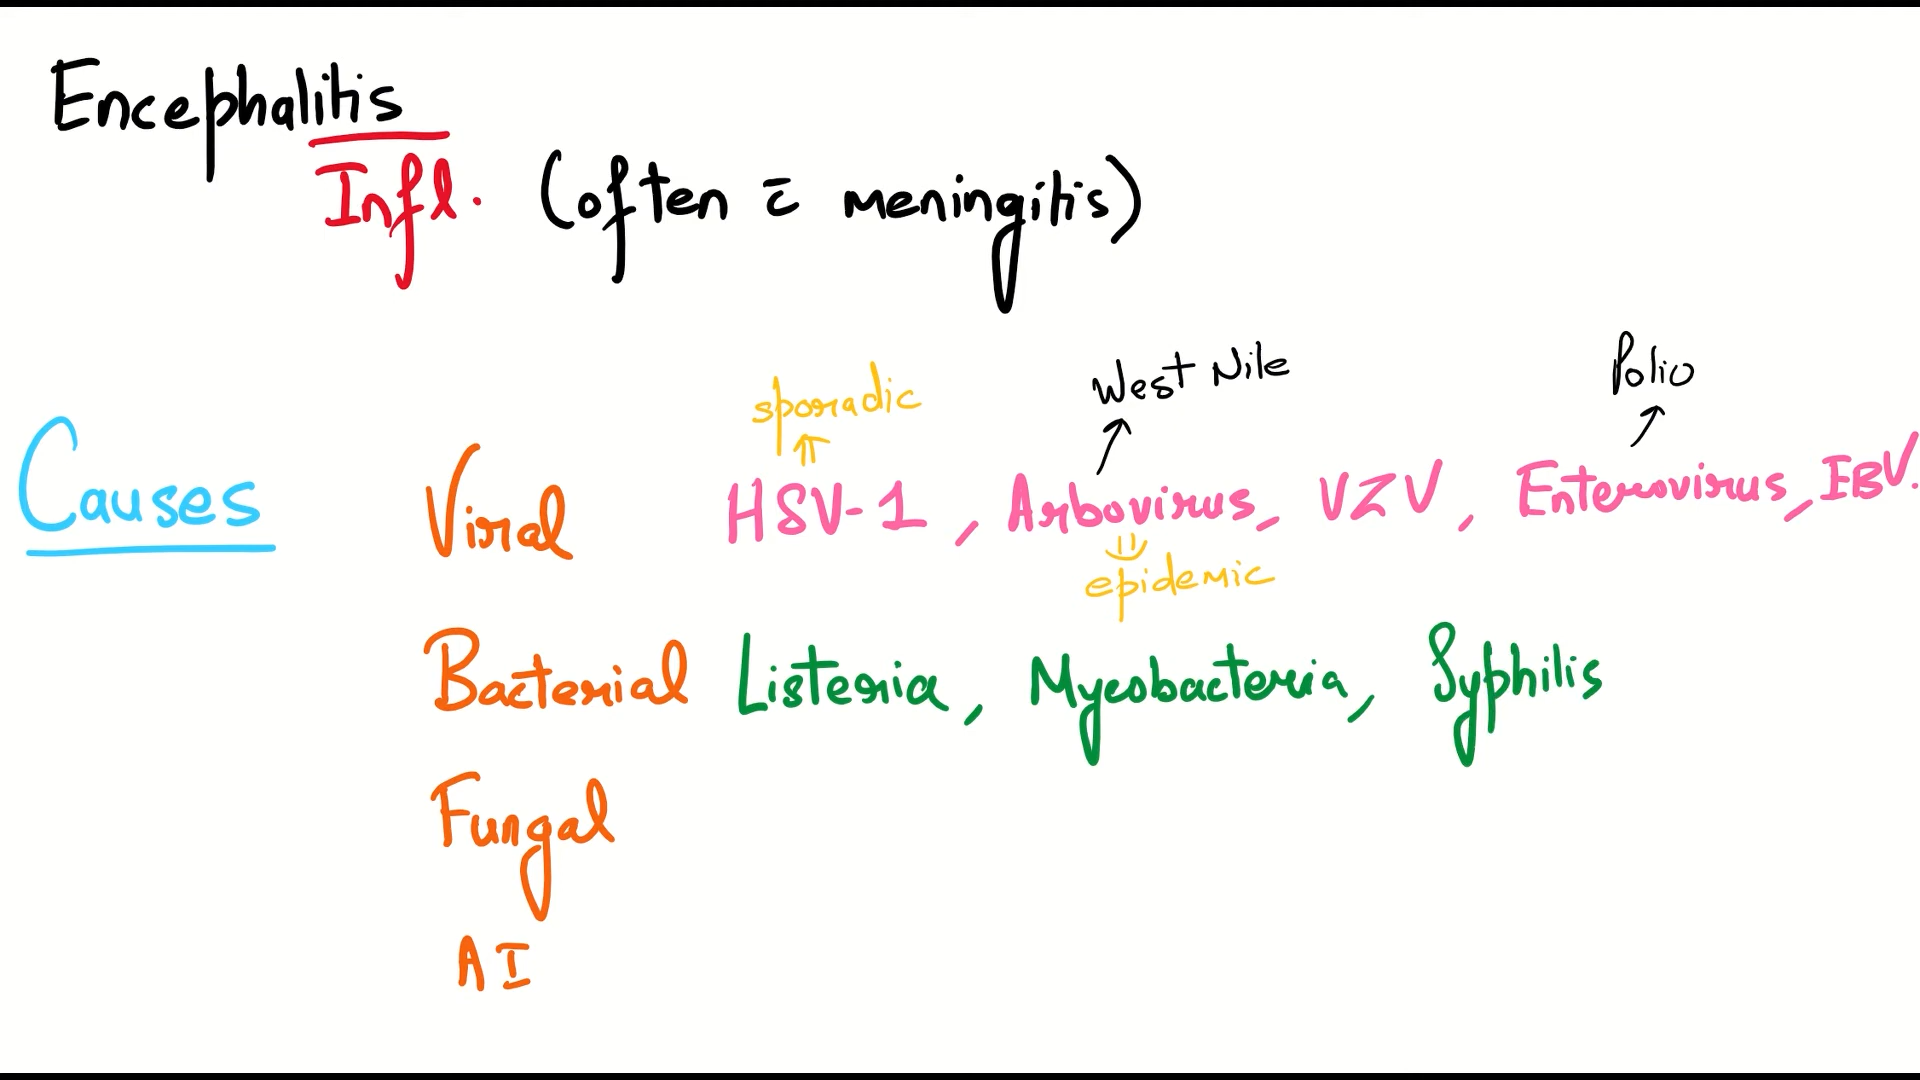 Encephalitis
Infl. (often c̄ meningitis)
sporadic West Nile Polio
Causes Viral HSV-1, Arbovirus, VZV, Enterovirus, EBV.
epidemic
Bacterial Listeria, Mycobacteria, Syphilis
Fungal
AI